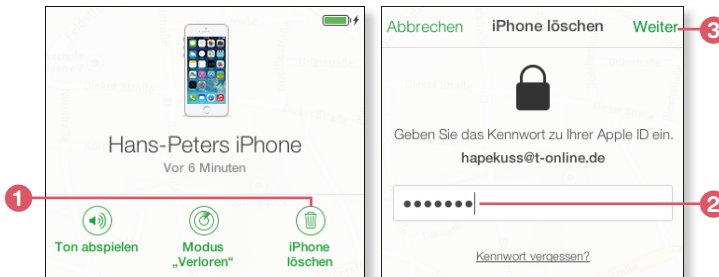 Hans-Peters iPhone
Vor 6 Minuten
1
Ton abspielen
Modus
„Verloren“
iPhone
löschen
Abbrechen iPhone löschen Weiter
3
Geben Sie das Kennwort zu Ihrer Apple ID ein.
hapekuss@t-online.de
2
Kennwort vergessen?